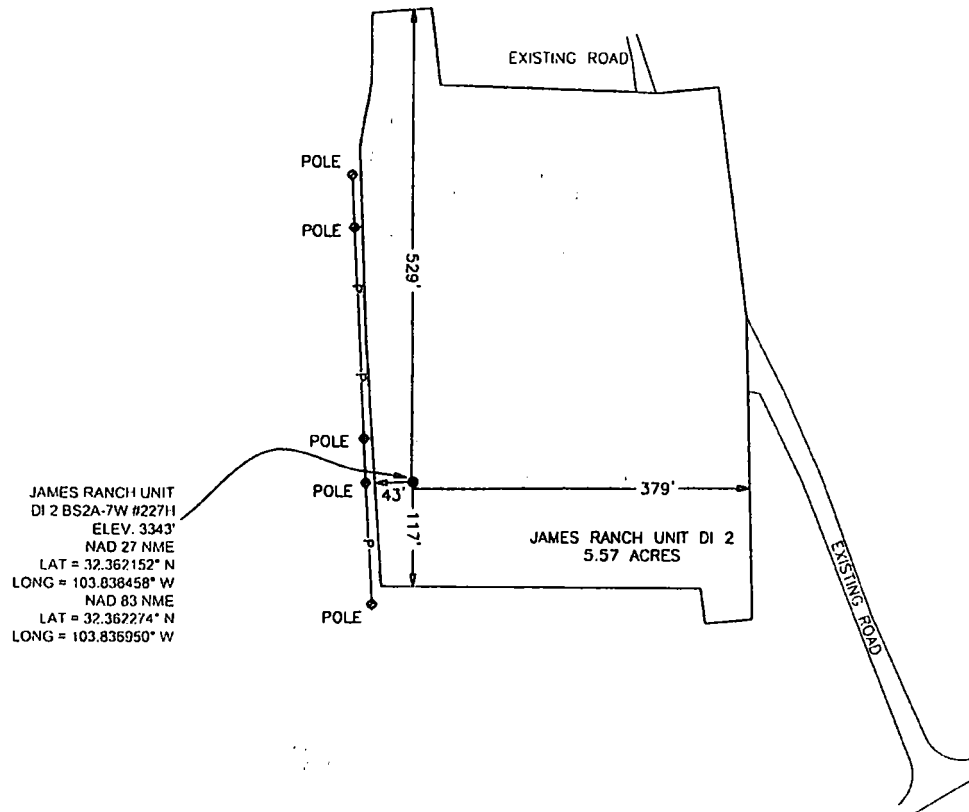 EXISTING ROAD
POLE
POLE
529'
P
P
POLE
POLE
43'
379'
117'
P
POLE
JAMES RANCH UNIT
DI 2 BS2A-7W #227H
ELEV. 3343'
NAD 27 NME
LAT = 32.362152° N
LONG = 103.836458° W
NAD 83 NME
LAT = 32.362274° N
LONG = 103.836950° W
JAMES RANCH UNIT DI 2
5.57 ACRES
EXISTING ROAD